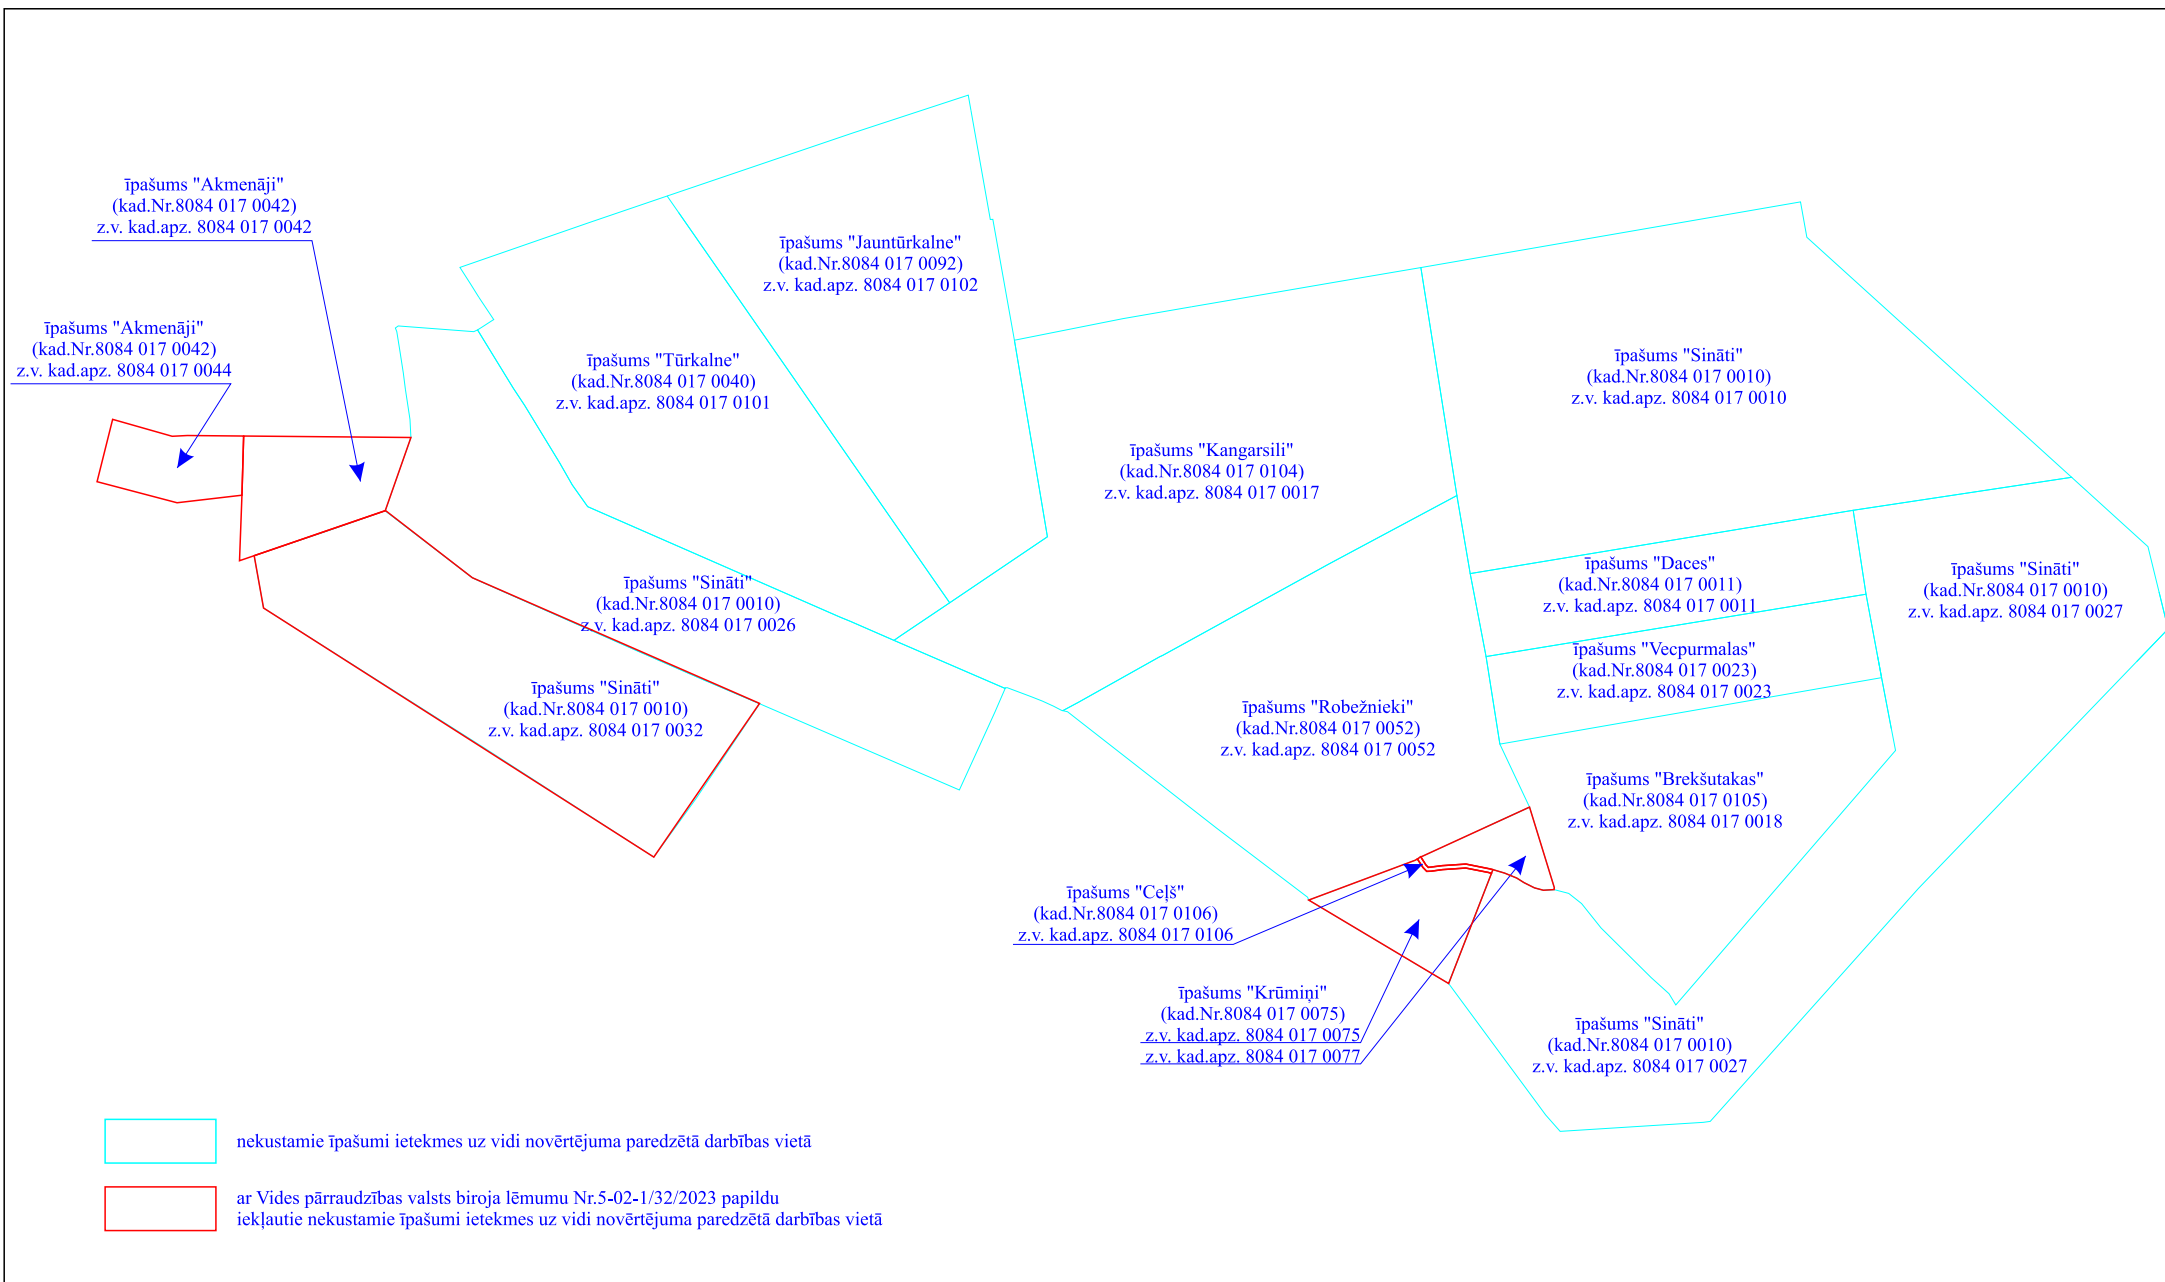 īpašums "Akmenāji"
(kad.Nr.8084 017 0042)
z.v. kad.apz. 8084 017 0042
īpašums "Akmenāji"
(kad.Nr.8084 017 0042)
z.v. kad.apz. 8084 017 0044
īpašums "Jauntūrkalne"
(kad.Nr.8084 017 0092)
z.v. kad.apz. 8084 017 0102
īpašums "Tūrkalne"
(kad.Nr.8084 017 0040)
z.v. kad.apz. 8084 017 0101
īpašums "Kangarsili"
(kad.Nr.8084 017 0104)
z.v. kad.apz. 8084 017 0017
īpašums "Sināti"
(kad.Nr.8084 017 0010)
z.v. kad.apz. 8084 017 0010
īpašums "Sināti"
(kad.Nr.8084 017 0010)
z.v. kad.apz. 8084 017 0026
īpašums "Daces"
(kad.Nr.8084 017 0011)
z.v. kad.apz. 8084 017 0011
īpašums "Sināti"
(kad.Nr.8084 017 0010)
z.v. kad.apz. 8084 017 0027
īpašums "Vecpurmalas"
(kad.Nr.8084 017 0023)
z.v. kad.apz. 8084 017 0023
īpašums "Sināti"
(kad.Nr.8084 017 0010)
z.v. kad.apz. 8084 017 0032
īpašums "Robežnieki"
(kad.Nr.8084 017 0052)
z.v. kad.apz. 8084 017 0052
īpašums "Brekšutakas"
(kad.Nr.8084 017 0105)
z.v. kad.apz. 8084 017 0018
īpašums "Ceļš"
(kad.Nr.8084 017 0106)
z.v. kad.apz. 8084 017 0106
īpašums "Krūmiņi"
(kad.Nr.8084 017 0075)
z.v. kad.apz. 8084 017 0075
z.v. kad.apz. 8084 017 0077
īpašums "Sināti"
(kad.Nr.8084 017 0010)
z.v. kad.apz. 8084 017 0027
nekustamie īpašumi ietekmes uz vidi novērtējuma paredzētā darbības vietā
ar Vides pārraudzības valsts biroja lēmumu Nr.5-02-1/32/2023 papildu
iekļautie nekustamie īpašumi ietekmes uz vidi novērtējuma paredzētā darbības vietā